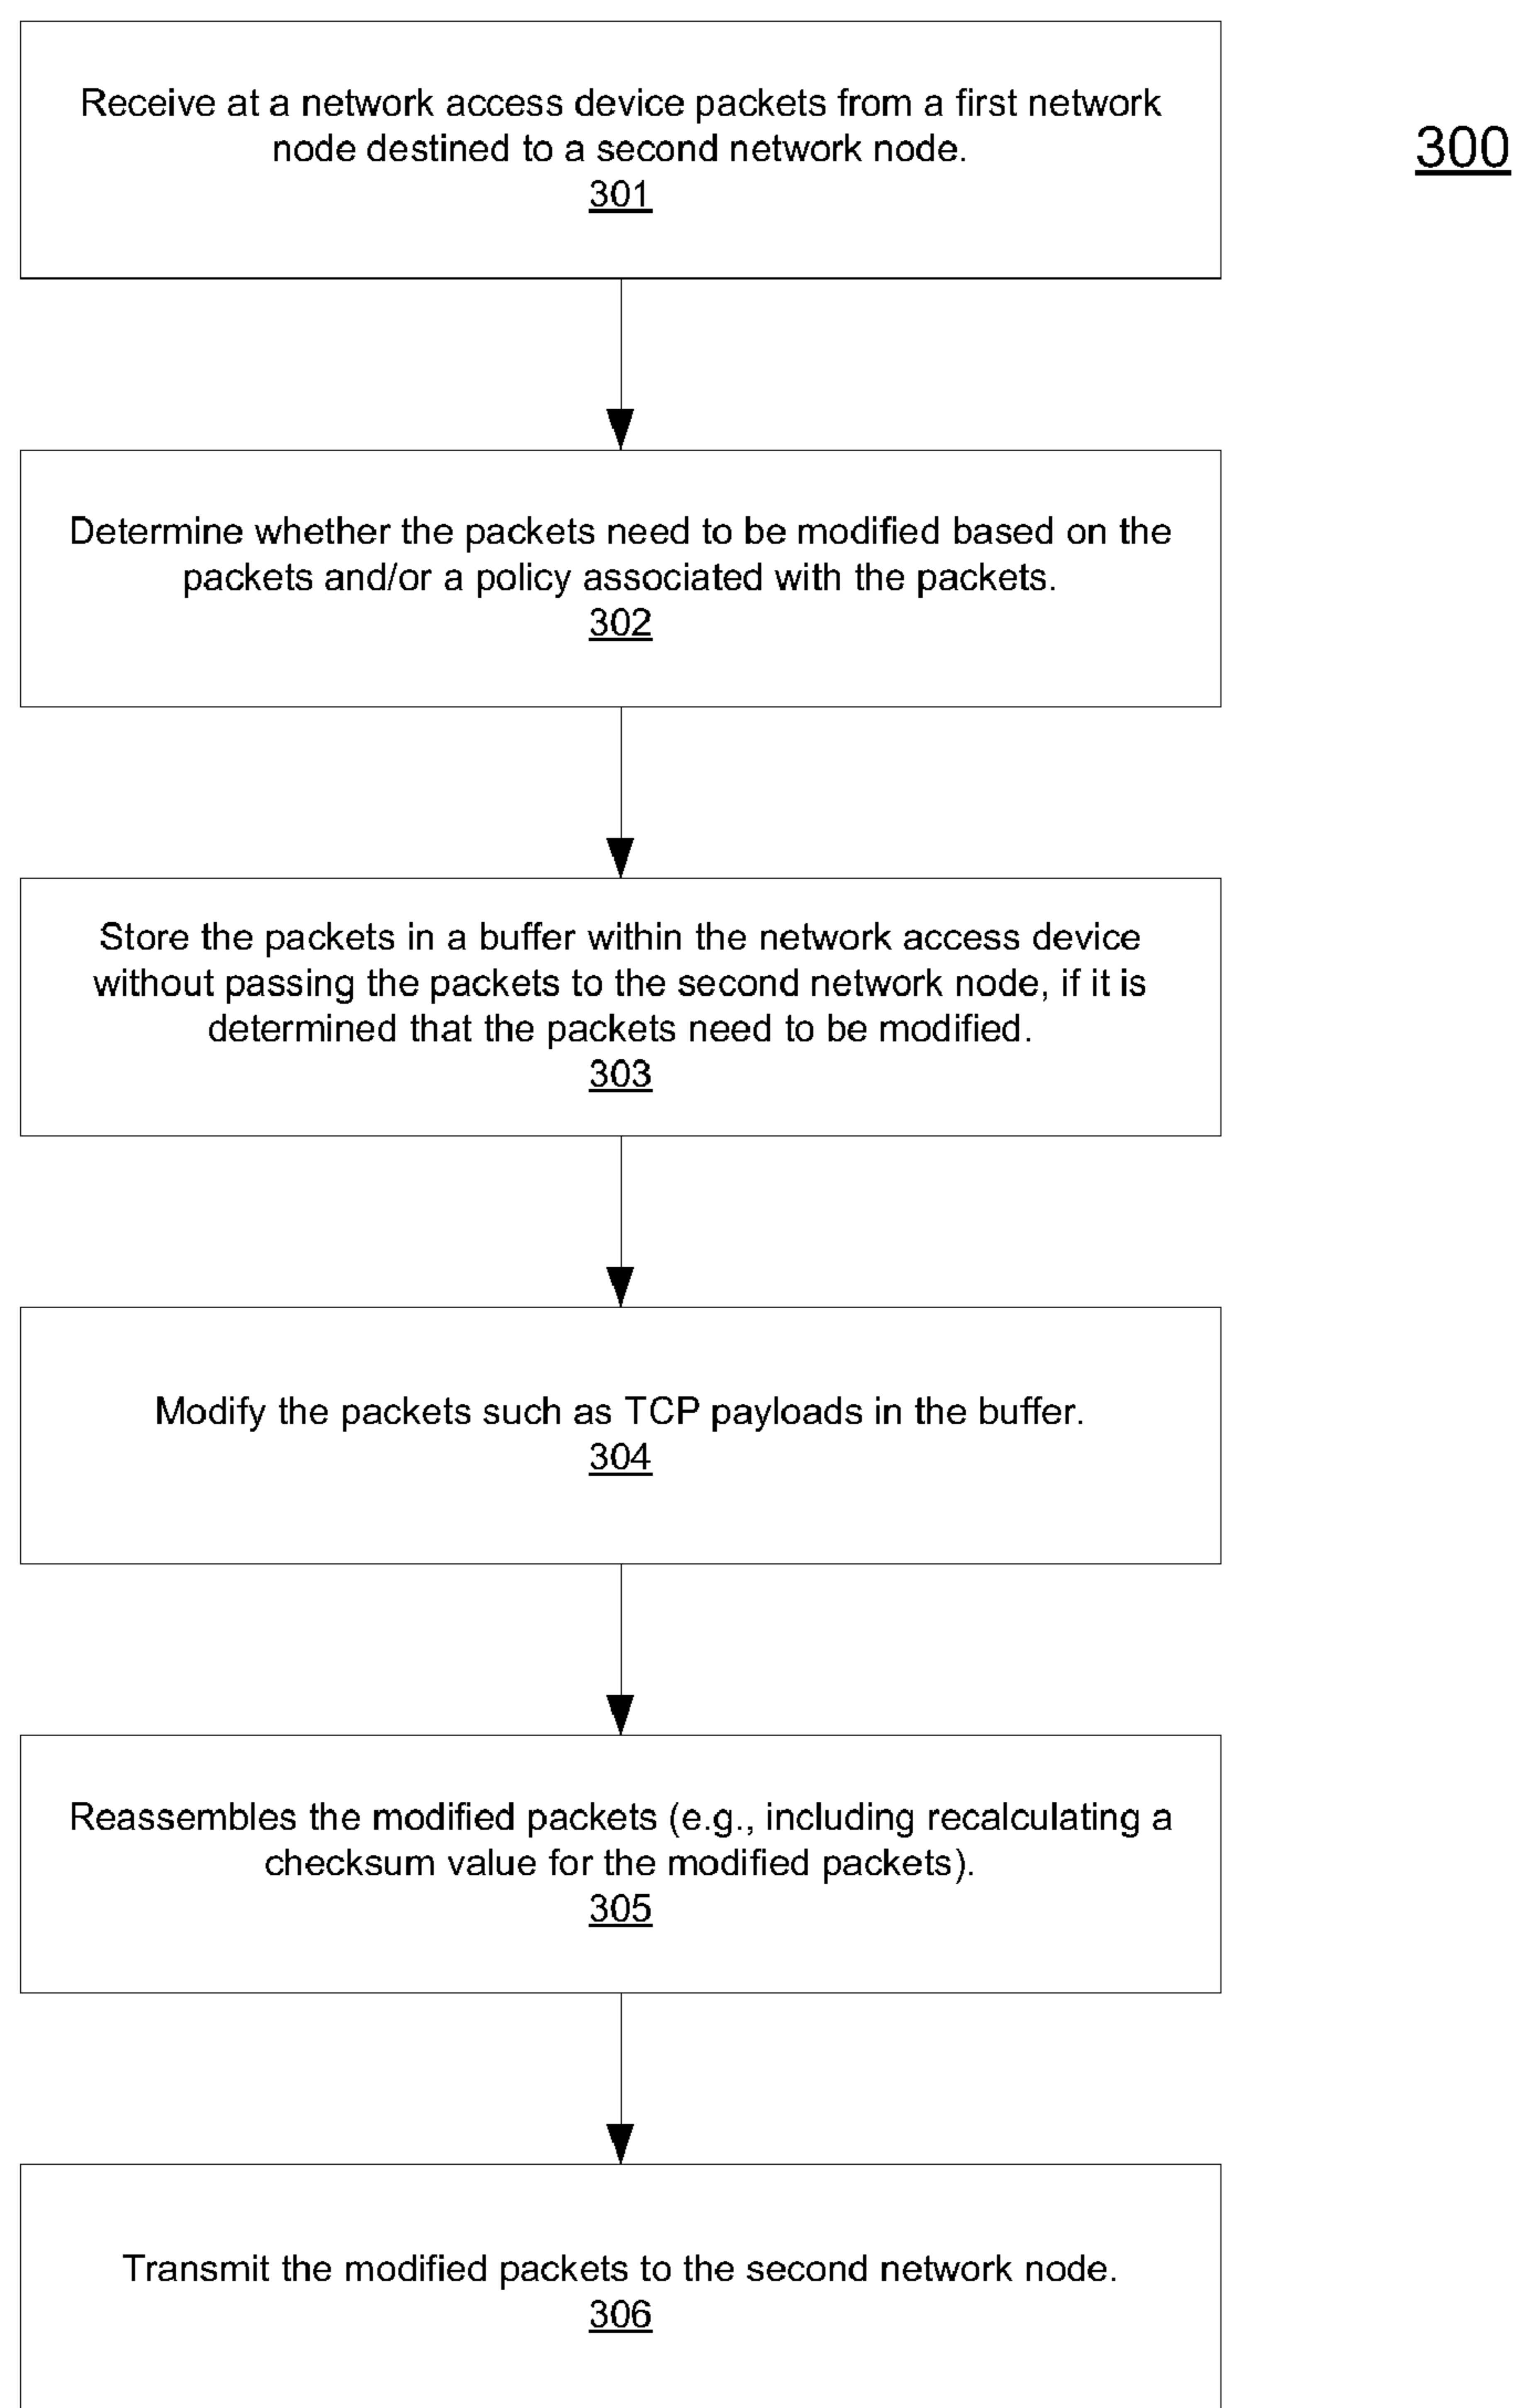 Receive at a network access device packets from a first network
node destined to a second network node.
301
300
Determine whether the packets need to be modified based on the
packets and/or a policy associated with the packets.
302
Store the packets in a buffer within the network access device
without passing the packets to the second network node, if it is
determined that the packets need to be modified.
303
Modify the packets such as TCP payloads in the buffer.
304
Reassembles the modified packets (e.g., including recalculating a
checksum value for the modified packets).
305
Transmit the modified packets to the second network node.
306